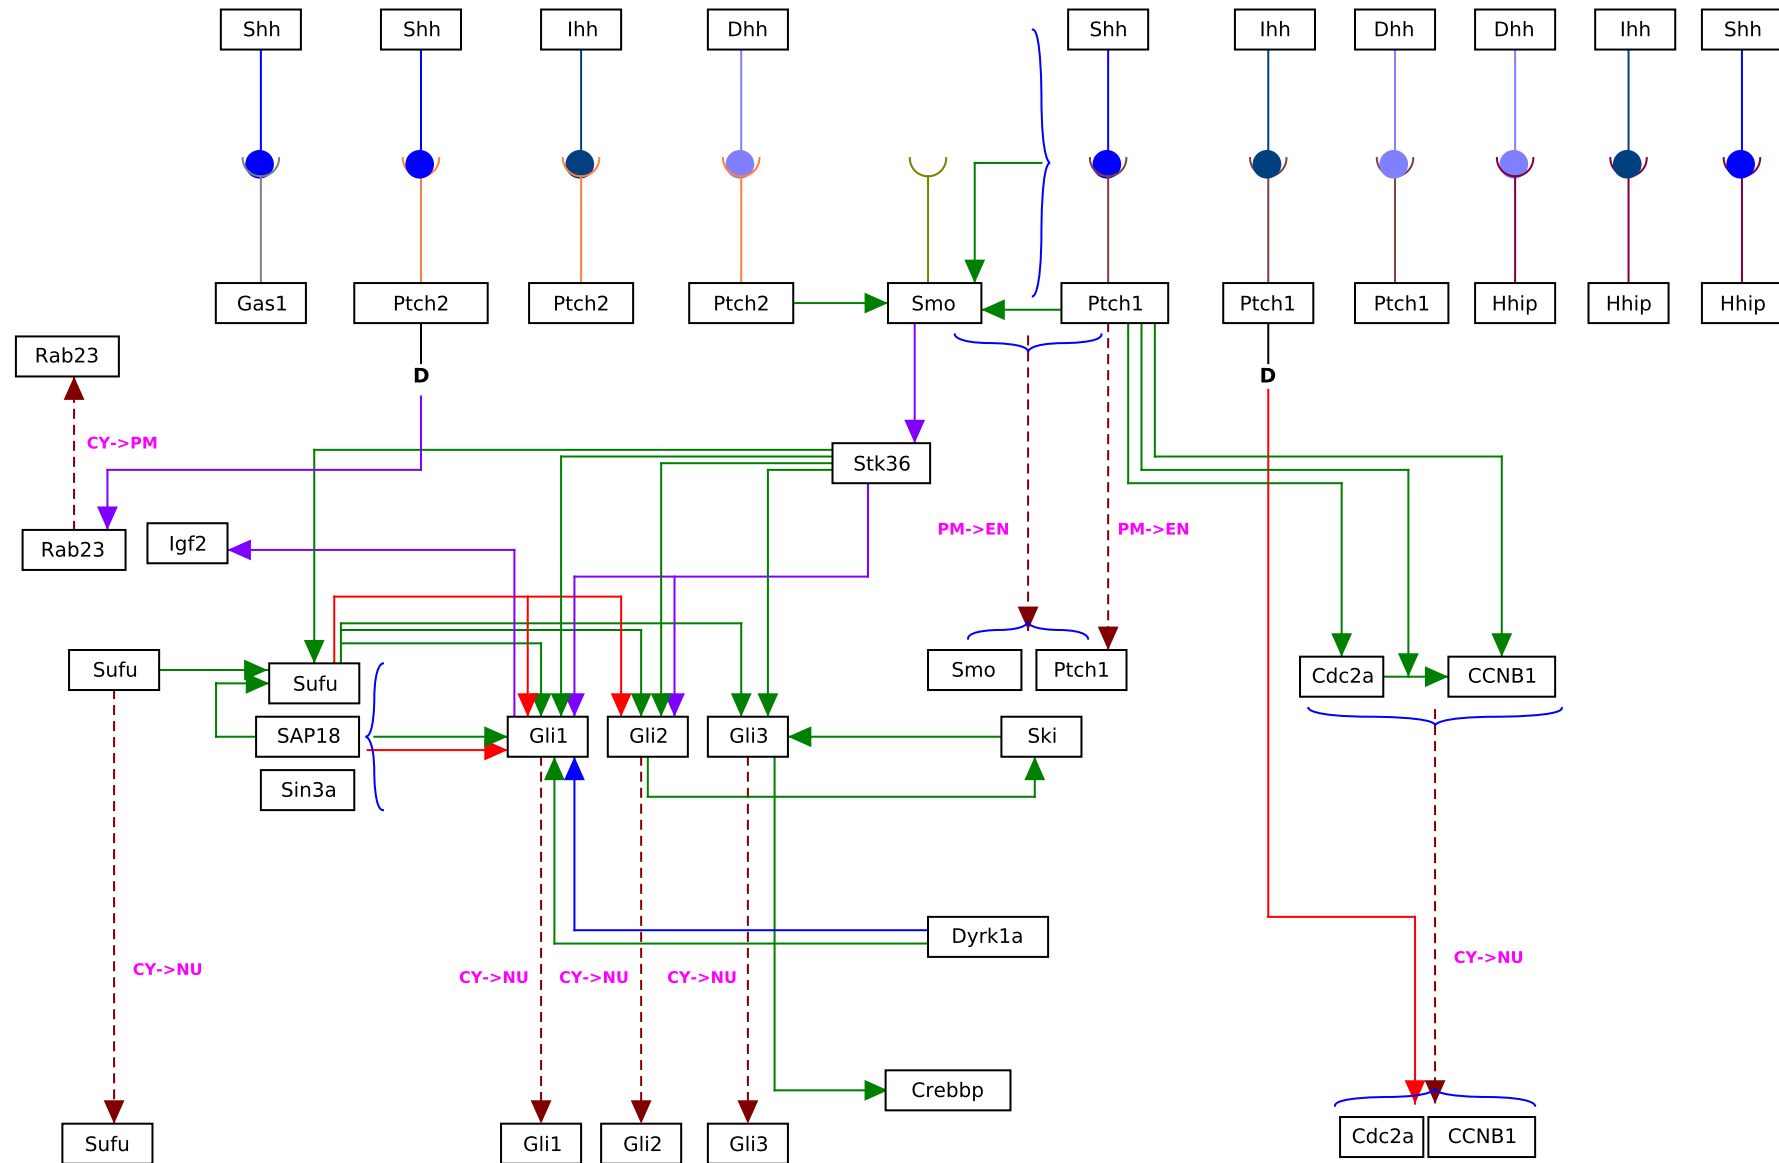 Shh Shh Ihh Dhh Shh Ihh Dhh Dhh Ihh Shh
Gas1 Ptch2 Ptch2 Ptch2 Smo Ptch1 Ptch1 Ptch1 Hhip Hhip Hhip
Rab23
D D
CY->PM
Stk36
PM->EN PM->EN
Rab23 Igf2
Sufu Sufu Smo Ptch1 Cdc2a CCNB1
SAP18 Gli1 Gli2 Gli3 Ski
Sin3a
Dyrk1a
CY->NU CY->NU CY->NU CY->NU CY->NU
Crebbp
Sufu Gli1 Gli2 Gli3 Cdc2a CCNB1